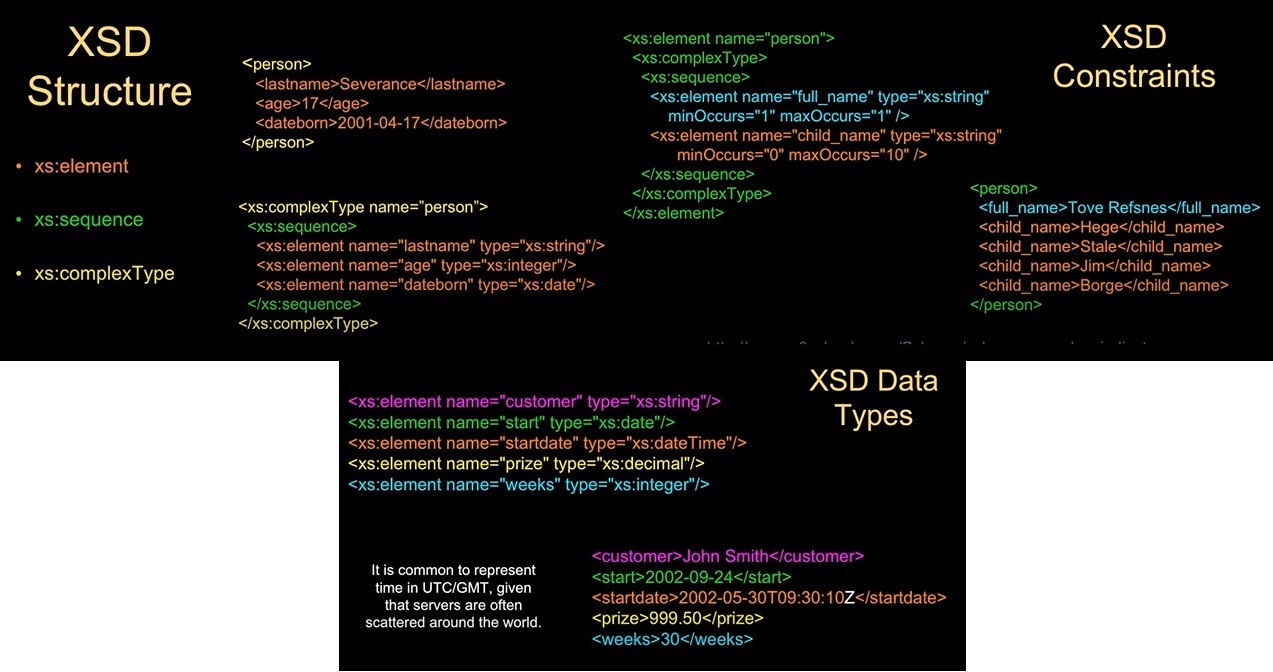 XSD
Structure
• xs:element
• xs:sequence
• xs:complexType
<person>
<lastname>Severance</lastname>
<age>17</age>
<dateborn>2001-04-17</dateborn>
</person>
<xs:complexType name=”person”>
<xs:sequence>
<xs:element name="lastname" type="xs:string"/>
<xs:element name="age" type="xs:integer"/>
<xs:element name="dateborn" type="xs:date"/>
</xs:sequence>
</xs:complexType>
XSD
Constraints
<xs:element name="person">
<xs:complexType>
<xs:sequence>
<xs:element name="full_name" type="xs:string"
minOccurs="1" maxOccurs="1" />
<xs:element name="child_name" type="xs:string"
minOccurs="0" maxOccurs="10" />
</xs:sequence>
</xs:complexType>
</xs:element>
<person>
<full_name>Tove Refsnes</full_name>
<child_name>Hege</child_name>
<child_name>Stale</child_name>
<child_name>Jim</child_name>
<child_name>Borge</child_name>
</person>
XSD Data
Types
<xs:element name="customer" type="xs:string"/>
<xs:element name="start" type="xs:date"/>
<xs:element name="startdate" type="xs:dateTime"/>
<xs:element name="prize" type="xs:decimal"/>
<xs:element name="weeks" type="xs:integer"/>
It is common to represent
time in UTC/GMT, given
that servers are often
scattered around the world.
<customer>John Smith</customer>
<start>2002-09-24</start>
<startdate>2002-05-30T09:30:10Z</startdate>
<prize>999.50</prize>
<weeks>30</weeks>